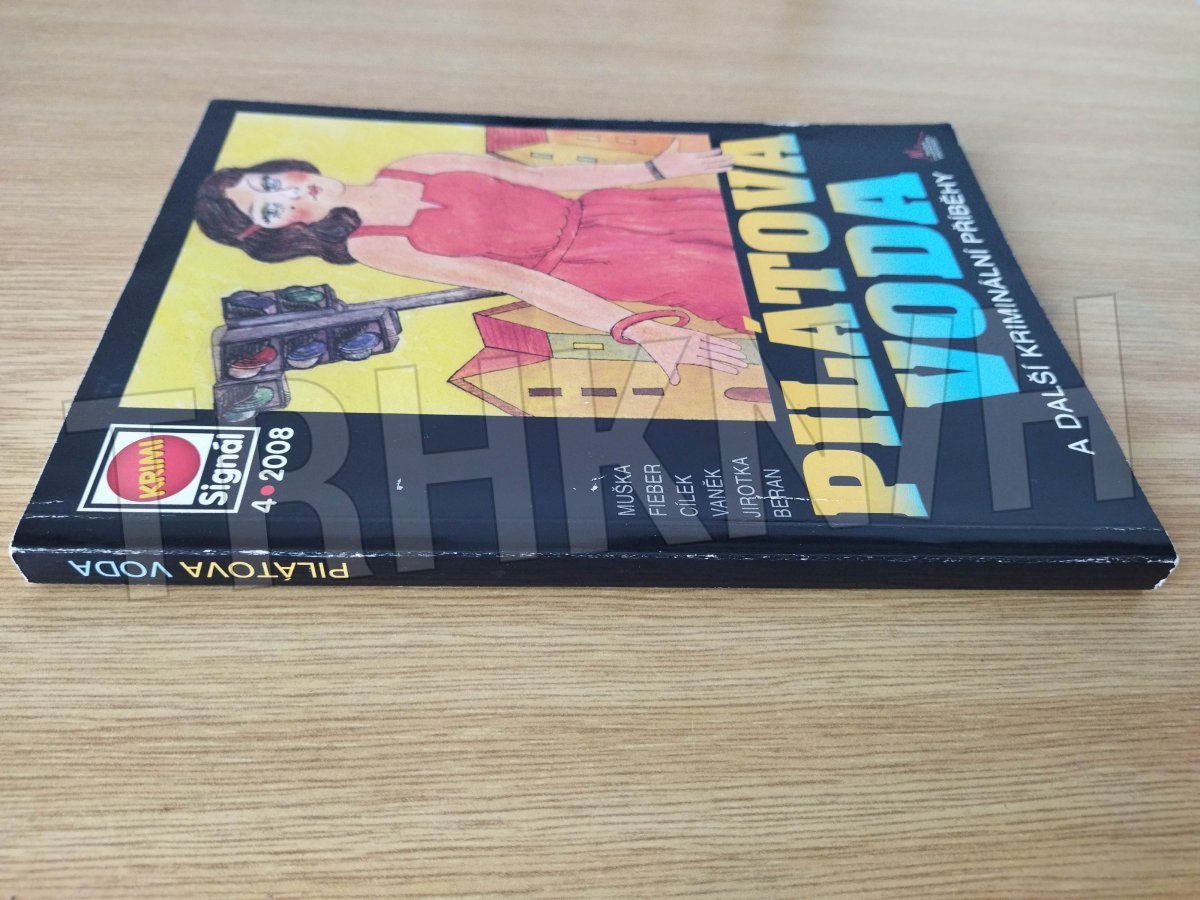 KRIMI
Signál
4•2008
MUŠKA
FIEBER
CÍLEK
VANĚK
JIROTKA
BERAN
PILÁTOVA
VODA
A DALŠÍ KRIMINÁLNÍ PŘÍBĚHY
PILÁTOVA VODA
TRHKNIH